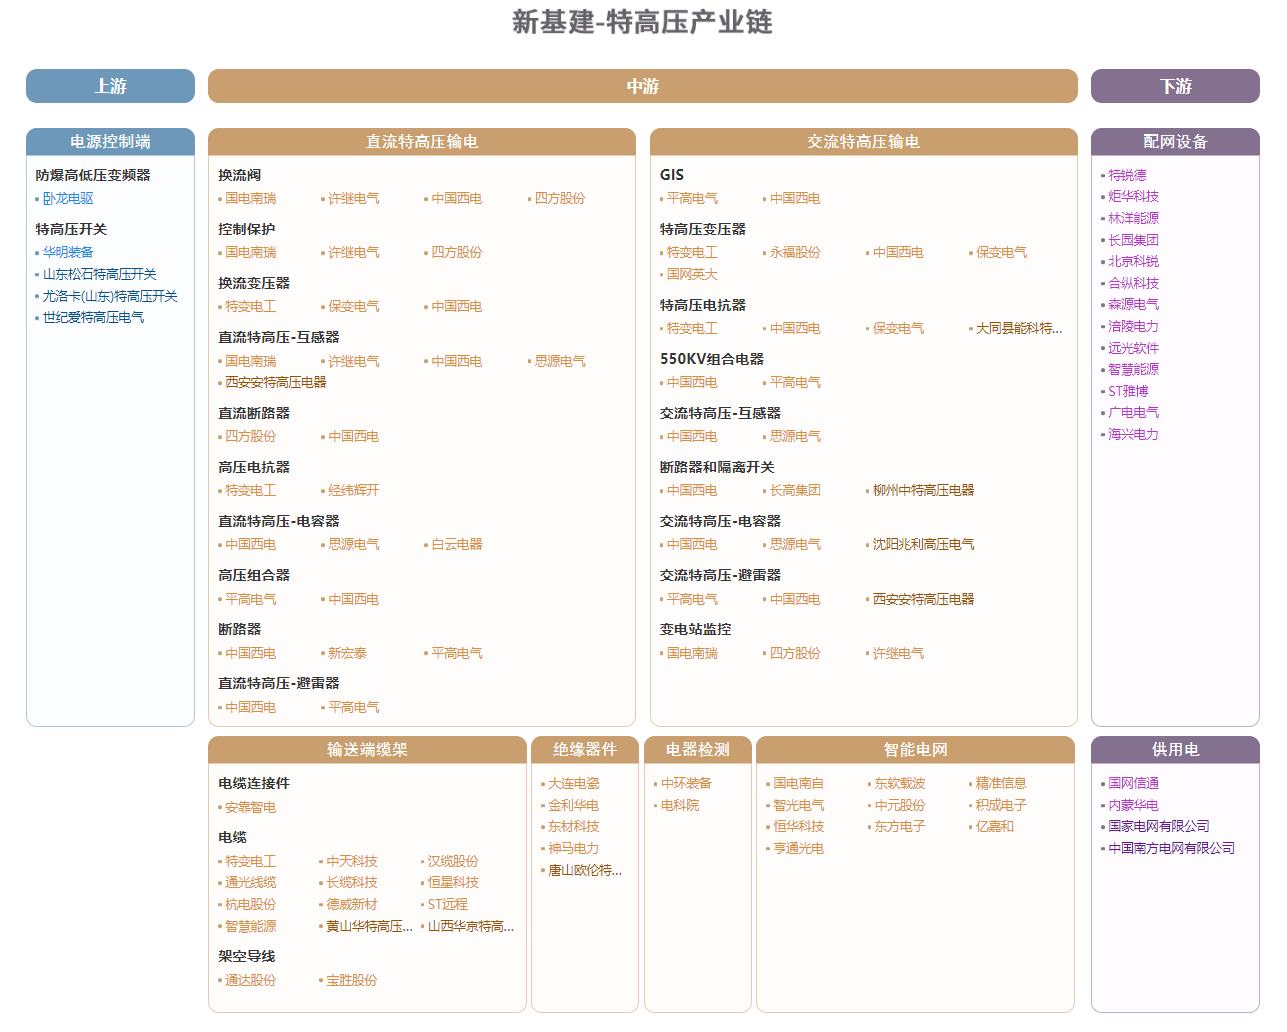 新基建-特高压产业链
上游
中游
下游
电源控制端
防爆高低压变频器
卧龙电驱
特高压开关
华明装备
山东松石特高压开关
尤洛卡(山东)特高压开关
世纪爱特高压电气
直流特高压输电
换流阀
国电南瑞 许继电气 中国西电 四方股份
控制保护
国电南瑞 许继电气 四方股份
换流变压器
特变电工 保变电气 中国西电
直流特高压-互感器
国电南瑞 许继电气 中国西电 思源电气
西安安特高压电器
直流断路器
四方股份 中国西电
高压电抗器
特变电工 经纬辉开
直流特高压-电容器
中国西电 思源电气 白云电器
高压组合器
平高电气 中国西电
断路器
中国西电 新宏泰 平高电气
直流特高压-避雷器
中国西电 平高电气
交流特高压输电
GIS
平高电气 中国西电
特高压变压器
特变电工 永福股份 中国西电 保变电气
国网英大
特高压电抗器
特变电工 中国西电 保变电气 大同县能科特...
550KV组合电器
中国西电 平高电气
交流特高压-互感器
中国西电 思源电气
断路器和隔离开关
中国西电 长高集团 柳州中特高压电器
交流特高压-电容器
中国西电 思源电气 沈阳兆利高压电气
交流特高压-避雷器
平高电气 中国西电 西安安特高压电器
变电站监控
国电南瑞 四方股份 许继电气
配网设备
特锐德
炬华科技
林洋能源
长园集团
北京科锐
合纵科技
森源电气
涪陵电力
远光软件
智慧能源
ST雅博
广电电气
海兴电力
输送端缆架
电缆连接件
安靠智电
电缆
特变电工 中天科技 汉缆股份
通光线缆 长缆科技 恒星科技
杭电股份 德威新材 ST远程
智慧能源 黄山华特高压... 山西华京特高...
架空导线
通达股份 宝胜股份
绝缘器件
大连电瓷
金利华电
东材科技
神马电力
唐山欧伦特...
电器检测
中环装备
电科院
智能电网
国电南自 东软载波 精准信息
智光电气 中元股份 积成电子
恒华科技 东方电子 亿嘉和
亨通光电
供用电
国网信通
内蒙华电
国家电网有限公司
中国南方电网有限公司